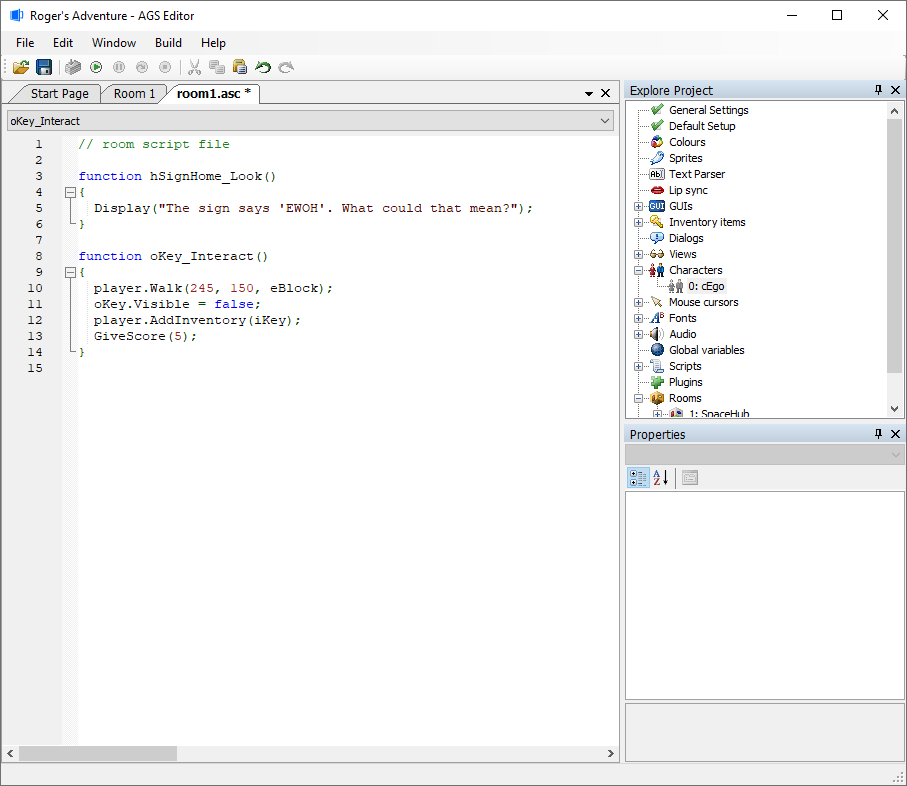 Roger's Adventure - AGS Editor
File Edit Window Build Help
Start Page Room 1 room1.asc *
oKey_Interact
1 // room script file
2
3 function hSignHome_Look()
4 {
5 Display("The sign says 'EWOH'. What could that mean?");
6 }
7
8 function oKey_Interact()
9 {
10 player.Walk(245, 150, eBlock);
11 oKey.Visible = false;
12 player.AddInventory(iKey);
13 GiveScore(5);
14 }
15
Explore Project
General Settings
Default Setup
Colours
Sprites
Ab Text Parser
Lip sync
GUI GUIs
Inventory items
Dialogs
Views
Characters
0: cEgo
Mouse cursors
Fonts
Audio
Global variables
Scripts
Plugins
Rooms
1: SpaceHub
Properties
A
Z